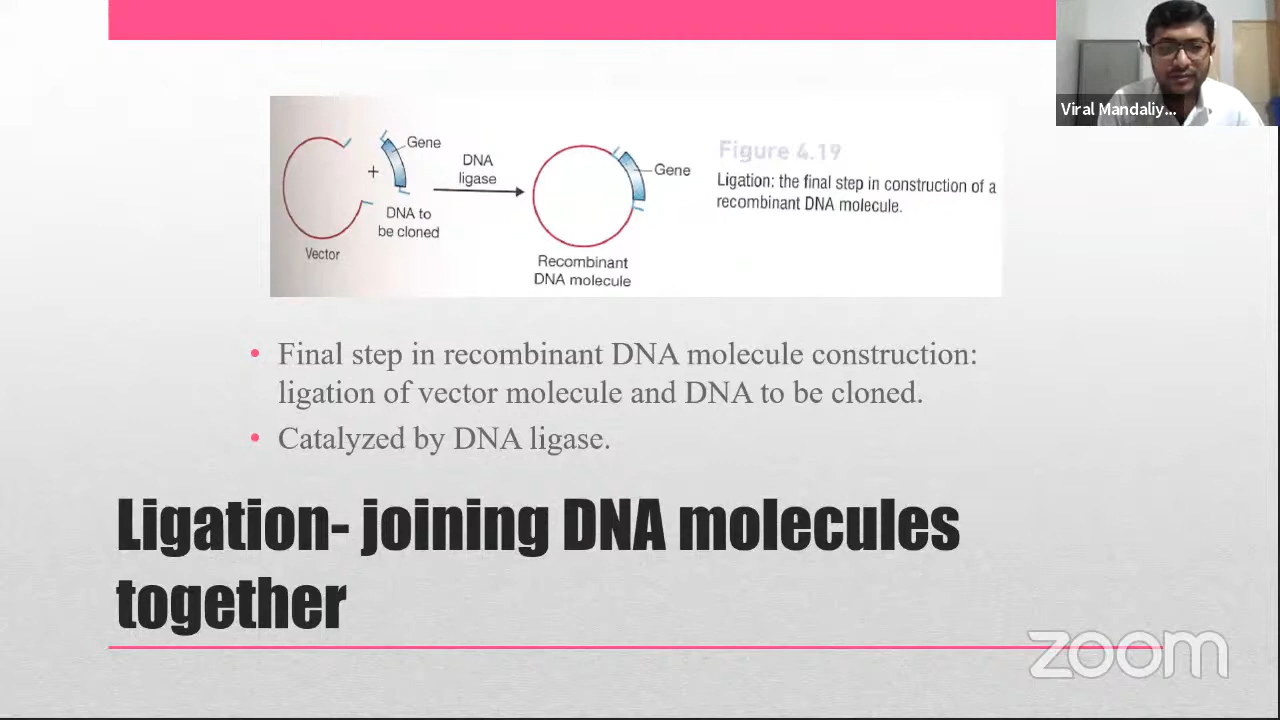 Viral Mandaliy...
Gene
+
DNA
ligase
DNA to
be cloned
Vector
Gene
Recombinant
DNA molecule
Figure 4.19
Ligation: the final step in construction of a
recombinant DNA molecule.
• Final step in recombinant DNA molecule construction:
ligation of vector molecule and DNA to be cloned.
• Catalyzed by DNA ligase.
Ligation- joining DNA molecules
together
zoom